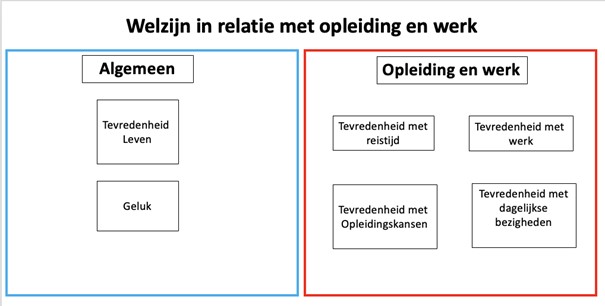 Welzijn in relatie met opleiding en werk
Algemeen
Tevredenheid
Leven
Geluk
Opleiding en werk
Tevredenheid met
reistijd
Tevredenheid met
werk
Tevredenheid met
Opleidingskansen
Tevredenheid met
dagelijkse
bezigheden